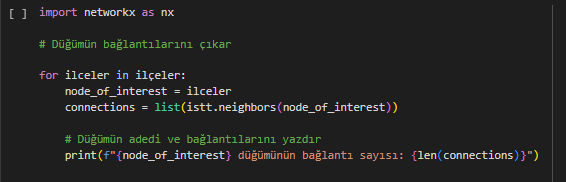 [ ] import networkx as nx
# Düğümün bağlantılarını çıkar
for ilceler in ilçeler:
node_of_interest = ilceler
connections = list(istt.neighbors(node_of_interest))
# Düğümün adedi ve bağlantılarını yazdır
print(f"{node_of_interest} düğümünün bağlantı sayısı: {len(connections)}")